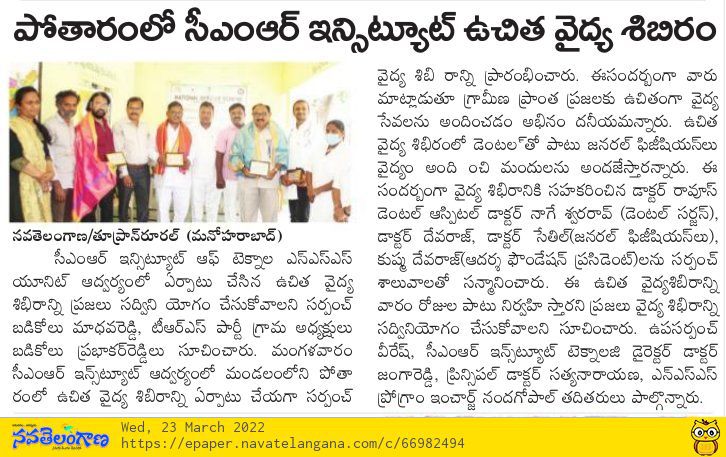 పోతారంలో సీఎంఆర్ ఇన్సిట్యూట్ ఉచిత వైద్య శిబిరం
NATIONAL SERVICE SCHEME
నవతెలంగాణ/తూప్రాన్‌రూరల్ (మనోహరాబాద్)
సీఎంఆర్ ఇన్సిట్యూట్ ఆఫ్ టెక్నాల ఎన్ఎస్ఎస్
యూనిట్ ఆద్వర్యంలో ఏర్పాటు చేసిన ఉచిత వైద్య
శిభిరాన్ని ప్రజలు సద్విని యోగం చేసుకోవాలని సర్పంచ్
బడికోలు మాధవరెడ్డి, టీఆర్ఎస్ పార్టీ గ్రామ అధ్యక్షులు
బడికోలు ప్రభాకర్‌రెడ్డిలు సూచించారు. మంగళవారం
సీఎంఆర్ ఇన్స్‌ట్యూట్ ఆద్వర్యంలో మండలంలోని పోతా
రంలో ఉచిత వైద్య శిబిరాన్ని ఏర్పాటు చేయగా సర్పంచ్
వైద్య శిబి రాన్ని ప్రారంభించారు. ఈసందర్బంగా వారు
మాట్లాడుతూ గ్రామీణ ప్రాంత ప్రజలకు ఉచితంగా వైద్య
సేవలను అందించడం అభినం దనీయమన్నారు. ఉచిత
వైద్య శిభిరంలో డెంటల్‌తో పాటు జనరల్ ఫిజీషియన్‌లు
వైద్యం అంది ంచి మందులను అందజేస్తారన్నారు. ఈ
సందర్బంగా వైద్య శిభిరానికి సహకరించిన డాక్టర్ రావూస్
డెంటల్ ఆస్పిటల్ డాక్టర్ నాగే శ్వరరావ్ (డెంటల్ సర్జన్),
డాక్టర్ దేవరాజ్, డాక్టర్ సేతిల్(జనరల్ ఫిజీషియన్‌లు),
కుష్మ దేవరాజ్(ఆదర్శ ఫౌండేషన్ ప్రసిడెంట్)లను సర్పంచ్
శాలువాలతో సన్మానించారు. ఈ ఉచిత వైద్యశిబిరాన్ని
వారం రోజుల పాటు నిర్వహి స్తారని ప్రజలు వైద్య శిభిరాన్ని
సద్వినియోగం చేసుకోవాలని సూచించారు. ఉపసర్పంచ్
వీరేష్, సీఎంఆర్ ఇన్స్‌ట్యూట్ టెక్నాలజి డైరెక్టర్ డాక్టర్
జంగారెడ్డి, ప్రిన్సిపల్ డాక్టర్ సత్యనారాయణ, ఎన్ఎస్ఎస్
ప్రోగ్రాం ఇంచార్జ్ నందగోపాల్ తదితరులు పాల్గొన్నారు.
నవతెలంగాణ
Wed, 23 March 2022
https://epaper.navatelangana.com/c/66982494